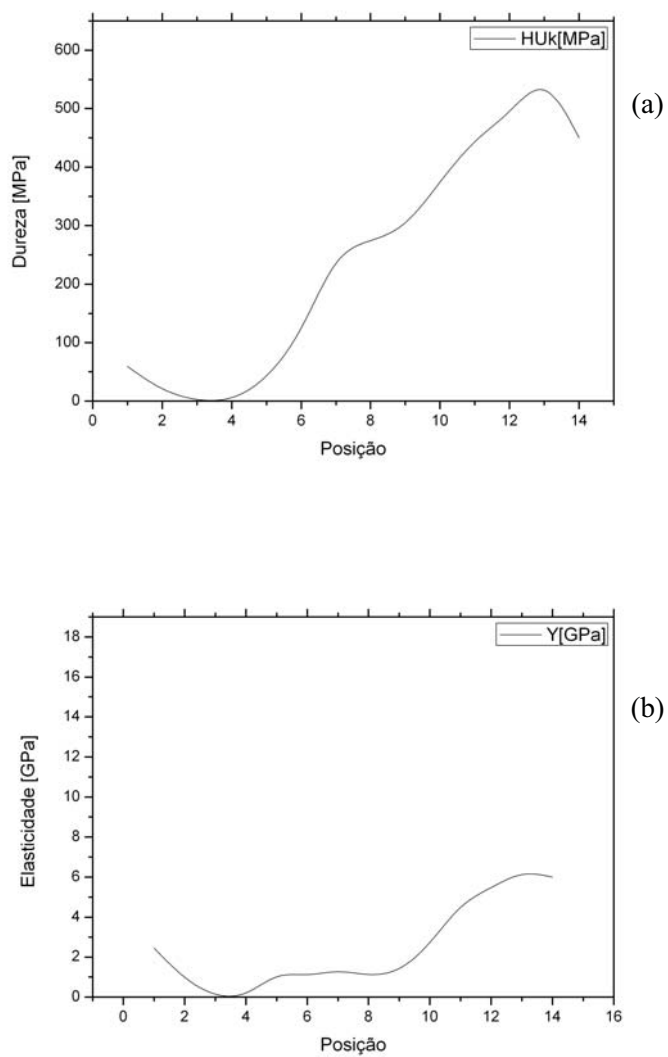 HUk[MPa]
(a)
600
500
400
300
200
100
0
Dureza [MPa]
0 2 4 6 8 10 12 14
Posição
Y[GPa]
(b)
18
16
14
12
10
8
6
4
2
0
Elasticidade [GPa]
0 2 4 6 8 10 12 14 16
Posição